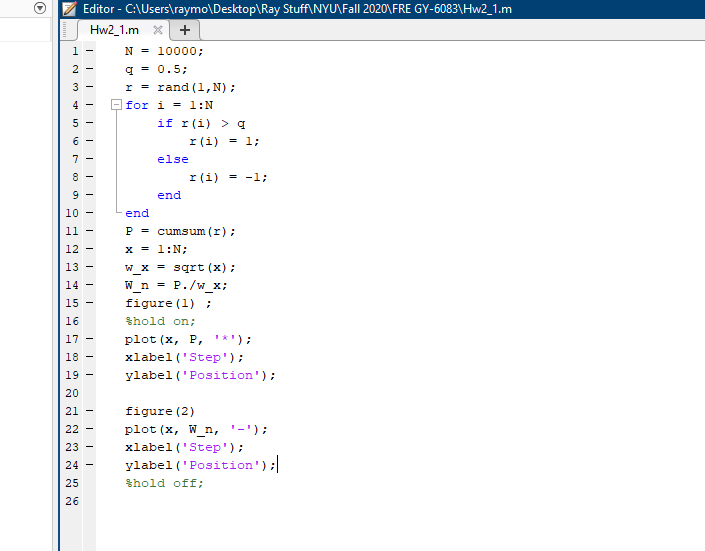 Editor - C:\Users\raymo\Desktop\Ray Stuff\NYU\Fall 2020\FRE GY-6083\Hw2_1.m
Hw2_1.m × +
1 - N = 10000;
2 - q = 0.5;
3 - r = rand(1,N);
4 - for i = 1:N
5 - if r(i) > q
6 - r(i) = 1;
7 - else
8 - r(i) = -1;
9 - end
10 - end
11 - P = cumsum(r);
12 - x = 1:N;
13 - w_x = sqrt(x);
14 - W_n = P./w_x;
15 - figure(1) ;
16 %hold on;
17 - plot(x, P, '*');
18 - xlabel('Step');
19 - ylabel('Position');
20
21 - figure(2)
22 - plot(x, W_n, '-');
23 - xlabel('Step');
24 - ylabel('Position');
25 %hold off;
26